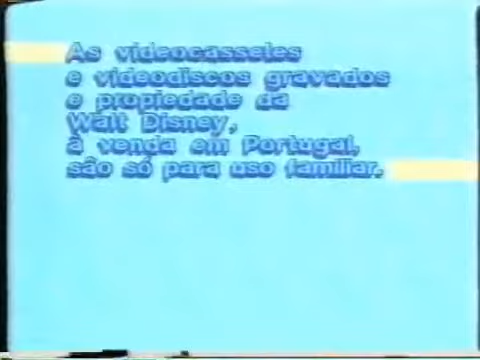 As videocassetes
e videodiscos gravados
e propiedade da
Walt Disney,
à venda em Portugal,
são só para uso familiar.